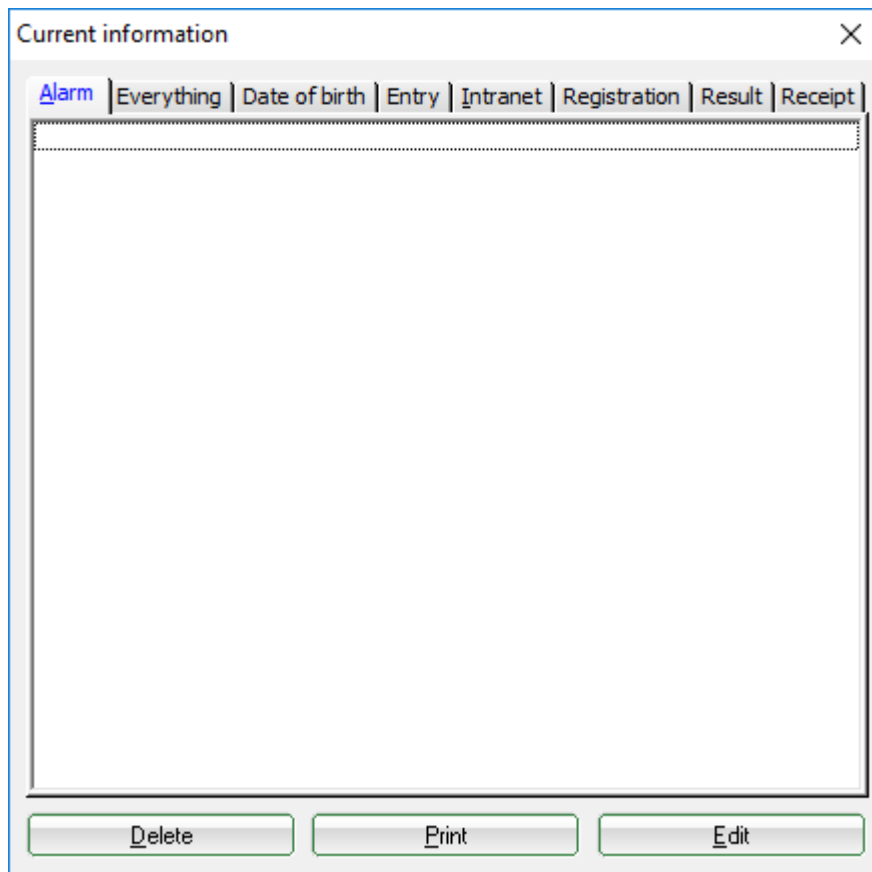 Current information
Alarm Everything Date of birth Entry Intranet Registration Result Receipt
Delete Print Edit